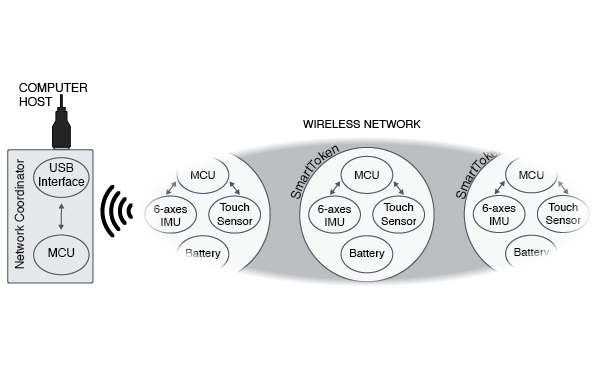 COMPUTER
HOST
Network Coordinator
USB
Interface
MCU
WIRELESS NETWORK
MCU
6-axes
IMU
Touch
Sensor
Battery
SmartToken
MCU
6-axes
IMU
Touch
Sensor
Battery
SmartToke
MCU
6-axes
IMU
Touch
Sensor
Battery